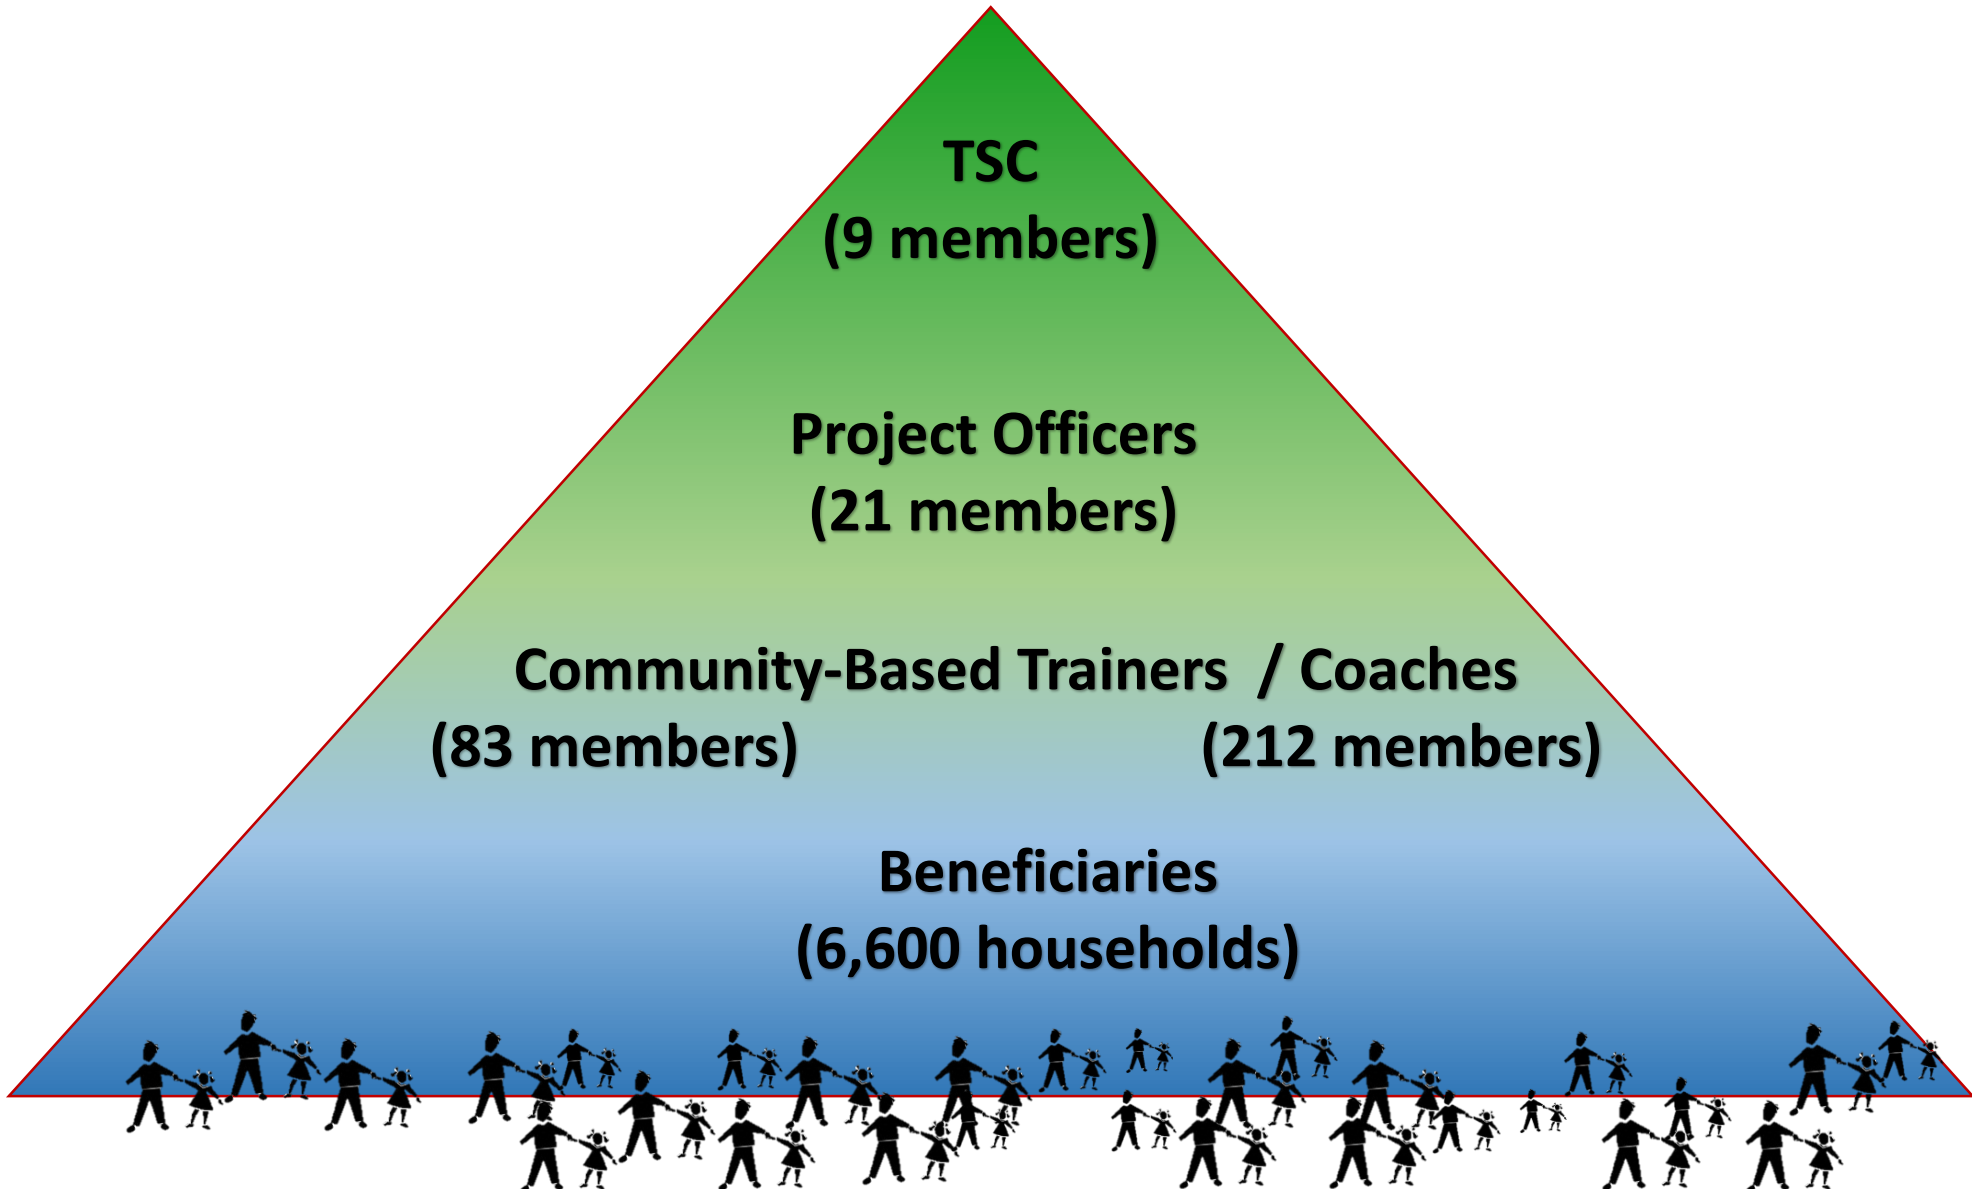 TSC
(9 members)
Project Officers
(21 members)
Community-Based Trainers / Coaches
(83 members) (212 members)
Beneficiaries
(6,600 households)